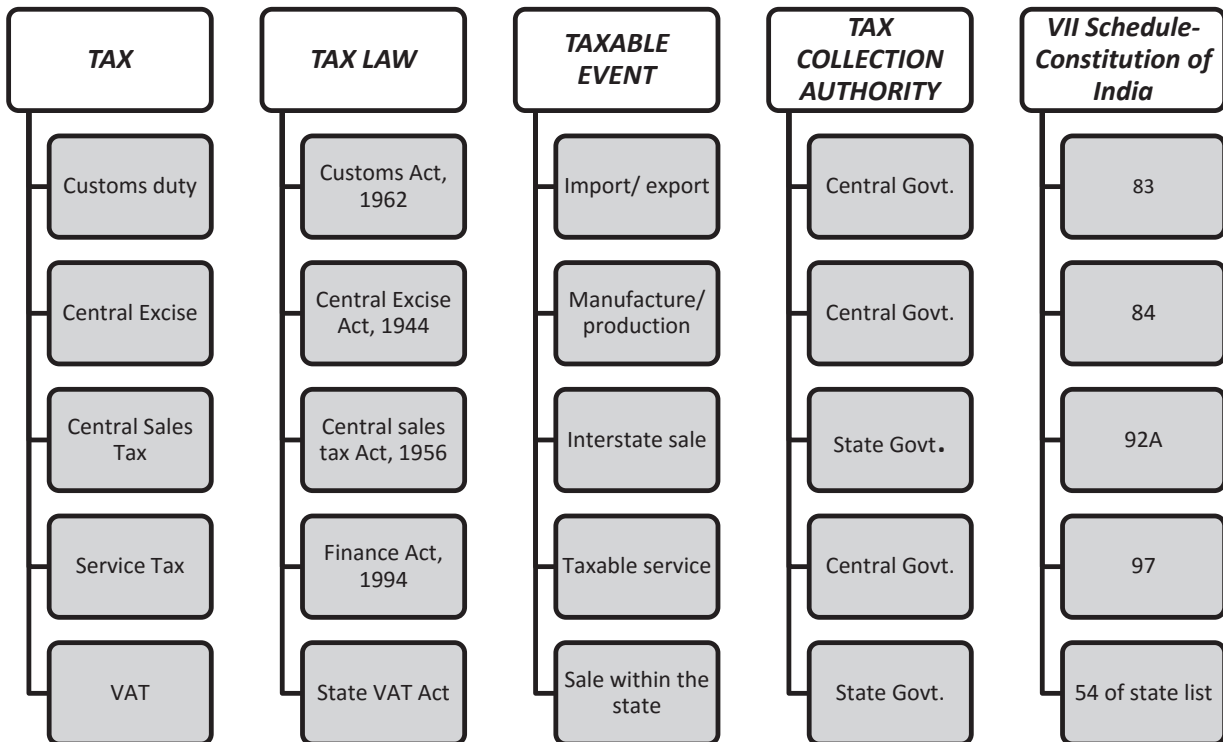 TAX
Customs duty
Central Excise
Central Sales
Tax
Service Tax
VAT
TAX LAW
Customs Act,
1962
Central Excise
Act, 1944
Central sales
tax Act, 1956
Finance Act,
1994
State VAT Act
TAXABLE
EVENT
Import/ export
Manufacture/
production
Interstate sale
Taxable service
Sale within the
state
TAX
COLLECTION
AUTHORITY
Central Govt.
Central Govt.
State Govt.
Central Govt.
State Govt.
VII Schedule-
Constitution of
India
83
84
92A
97
54 of state list